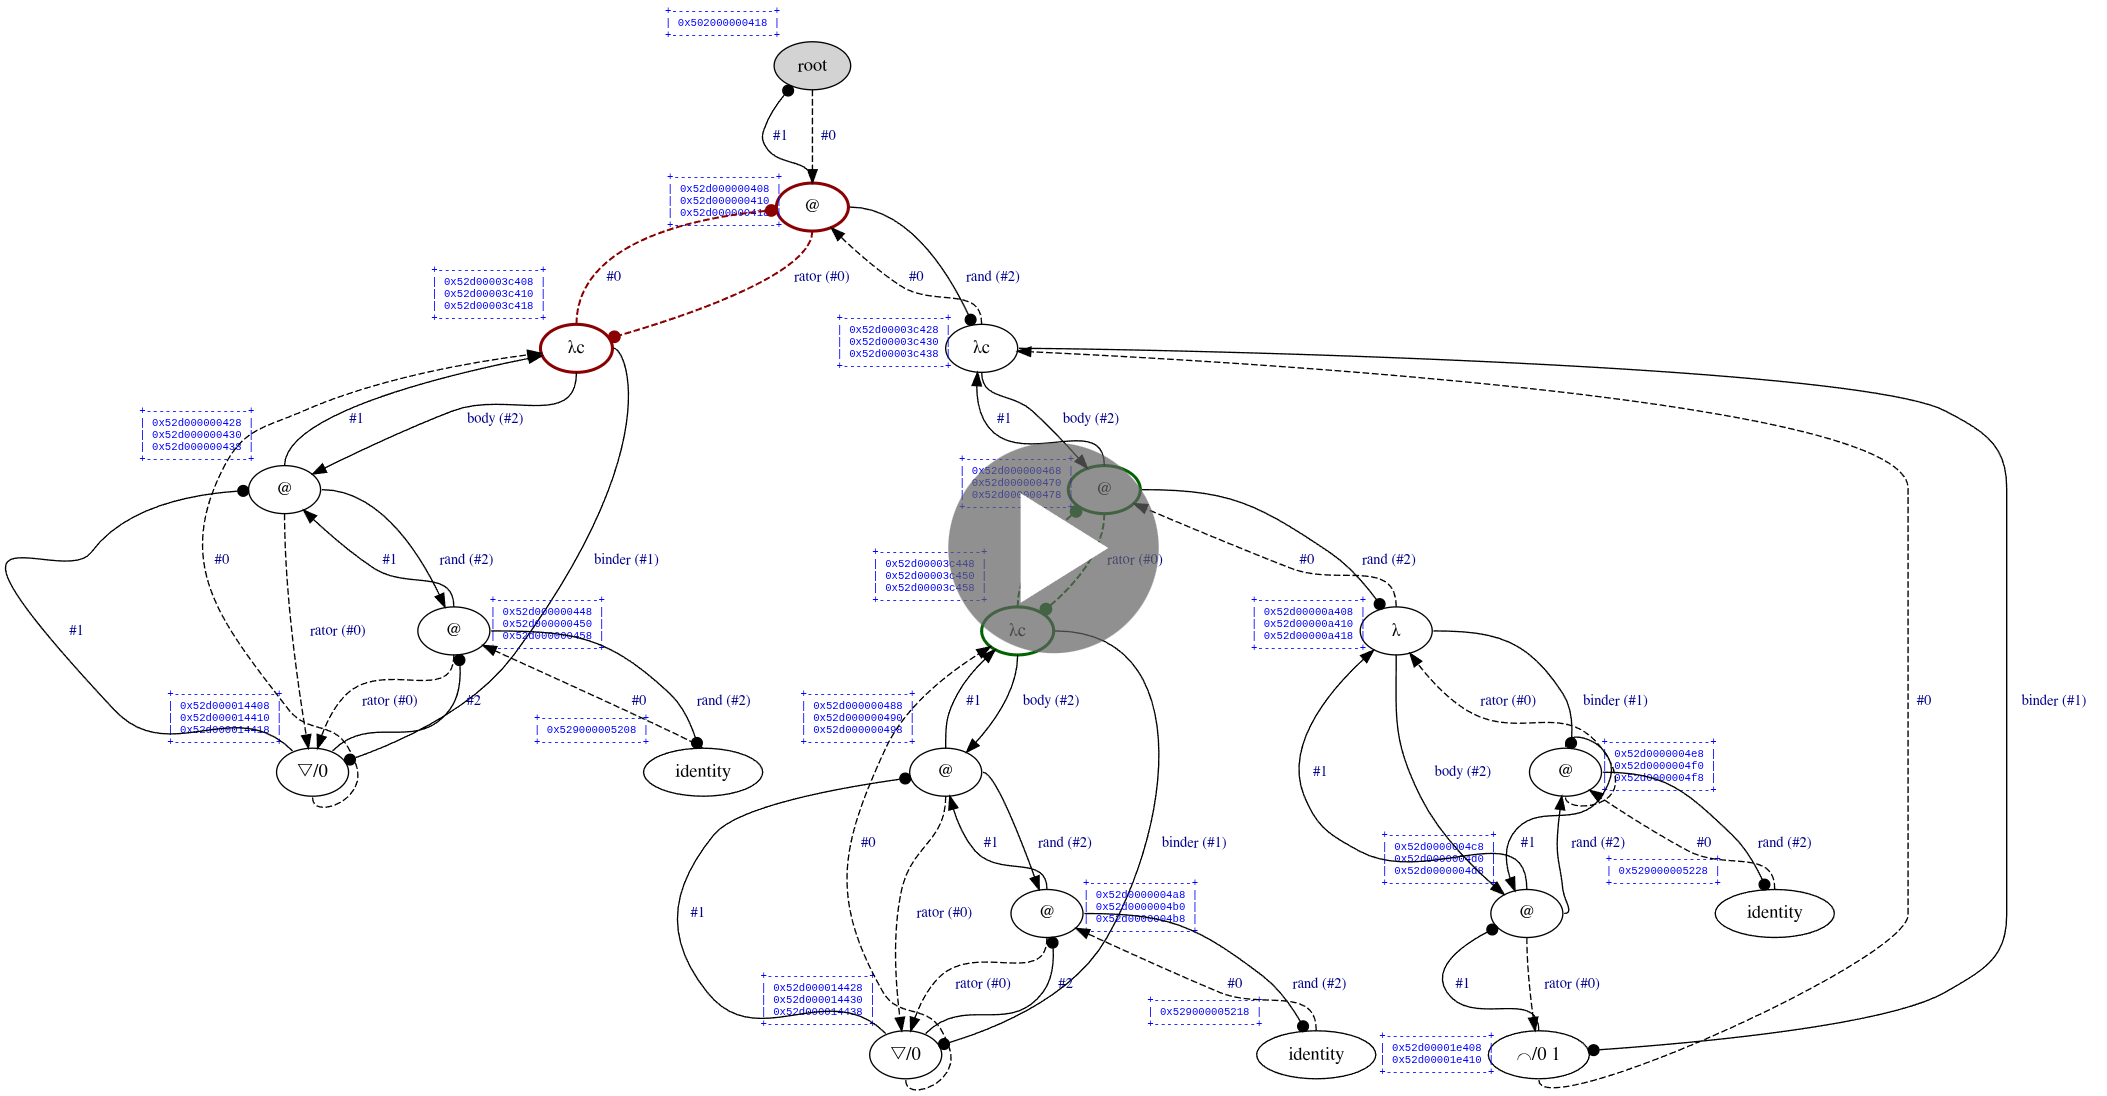 +----------------+
| 0x502000000418 |
+----------------+
root
#1
#0
+----------------+
| 0x52d000000408 |
| 0x52d000000410 |
| 0x52d000000418 |
+----------------+
@
#0
rator (#0)
#0
rand (#2)
+----------------+
| 0x52d00003c408 |
| 0x52d00003c410 |
| 0x52d00003c418 |
+----------------+
λc
+----------------+
| 0x52d00003c428 |
| 0x52d00003c430 |
| 0x52d00003c438 |
+----------------+
λc
#1
body (#2)
#1
body (#2)
+----------------+
| 0x52d000000428 |
| 0x52d000000430 |
| 0x52d000000438 |
+----------------+
@
+----------------+
| 0x52d000000468 |
| 0x52d000000470 |
| 0x52d000000478 |
+----------------+
@
#0
#1
rand (#2)
binder (#1)
rator (#0)
#0
rand (#2)
+----------------+
| 0x52d00003c448 |
| 0x52d00003c450 |
| 0x52d00003c458 |
+----------------+
λc
#1
rator (#0)
@
+----------------+
| 0x52d000000448 |
| 0x52d000000450 |
| 0x52d000000458 |
+----------------+
+----------------+
| 0x52d00000a408 |
| 0x52d00000a410 |
| 0x52d00000a418 |
+----------------+
λ
rator (#0)
#2
#0
rand (#2)
#1
body (#2)
rator (#0)
binder (#1)
#0
binder (#1)
+----------------+
| 0x52d000014408 |
| 0x52d000014410 |
| 0x52d000014418 |
+----------------+
▽/0
+----------------+
| 0x529000005208 |
+----------------+
identity
+----------------+
| 0x52d000000488 |
| 0x52d000000490 |
| 0x52d000000498 |
+----------------+
@
#1
body (#2)
@
+----------------+
| 0x52d0000004e8 |
| 0x52d0000004f0 |
| 0x52d0000004f8 |
+----------------+
#0
#1
rand (#2)
binder (#1)
#1
rand (#2)
#0
rand (#2)
+----------------+
| 0x52d0000004c8 |
| 0x52d0000004d0 |
| 0x52d0000004d8 |
+----------------+
@
+----------------+
| 0x529000005228 |
+----------------+
identity
#1
rator (#0)
@
+----------------+
| 0x52d0000004a8 |
| 0x52d0000004b0 |
| 0x52d0000004b8 |
+----------------+
rator (#0)
#2
#0
rand (#2)
#1
rator (#0)
+----------------+
| 0x52d000014428 |
| 0x52d000014430 |
| 0x52d000014438 |
+----------------+
▽/0
+----------------+
| 0x529000005218 |
+----------------+
identity
+----------------+
| 0x52d00001e408 |
| 0x52d00001e410 |
+----------------+
⌒/0 1